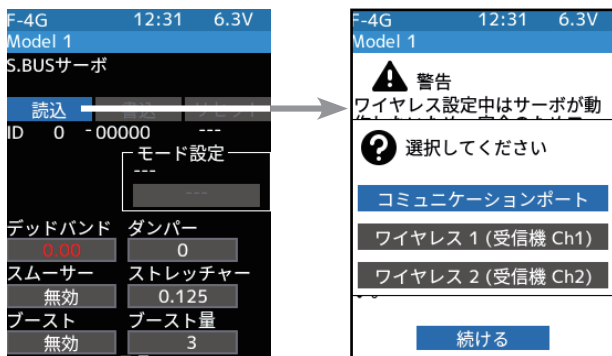 F-4G 12:31 6.3V
Model 1
S.BUSサーボ
読込 書込 リセット
ID 0 -00000 ---
モード設定
---
---
デッドバンド ダンパー
0.00 0
スムーサー ストレッチャー
無効 0.125
ブースト ブースト量
無効 3
F-4G 12:31 6.3V
Model 1
警告
ワイヤレス設定中はサーボが動
選択してください
コミュニケーションポート
ワイヤレス 1 (受信機 Ch1)
ワイヤレス 2 (受信機 Ch2)
続ける